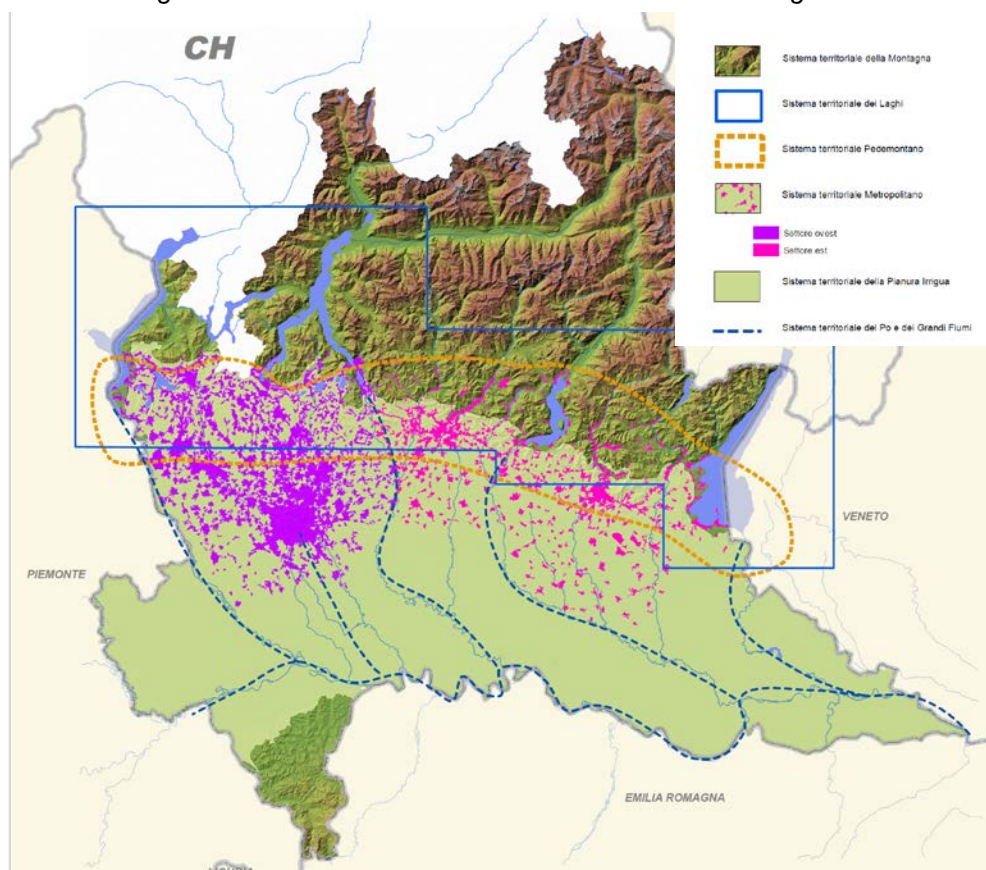 CH
Sistema territoriale della Montagna
Sistema territoriale dei Laghi
Sistema territoriale Pedemontano
Sistema territoriale Metropolitano
Settore ovest
Settore est
Sistema territoriale della Pianura Irrigua
Sistema territoriale del Po e dei Grandi Fiumi
VENETO
PIEMONTE
EMILIA ROMAGNA